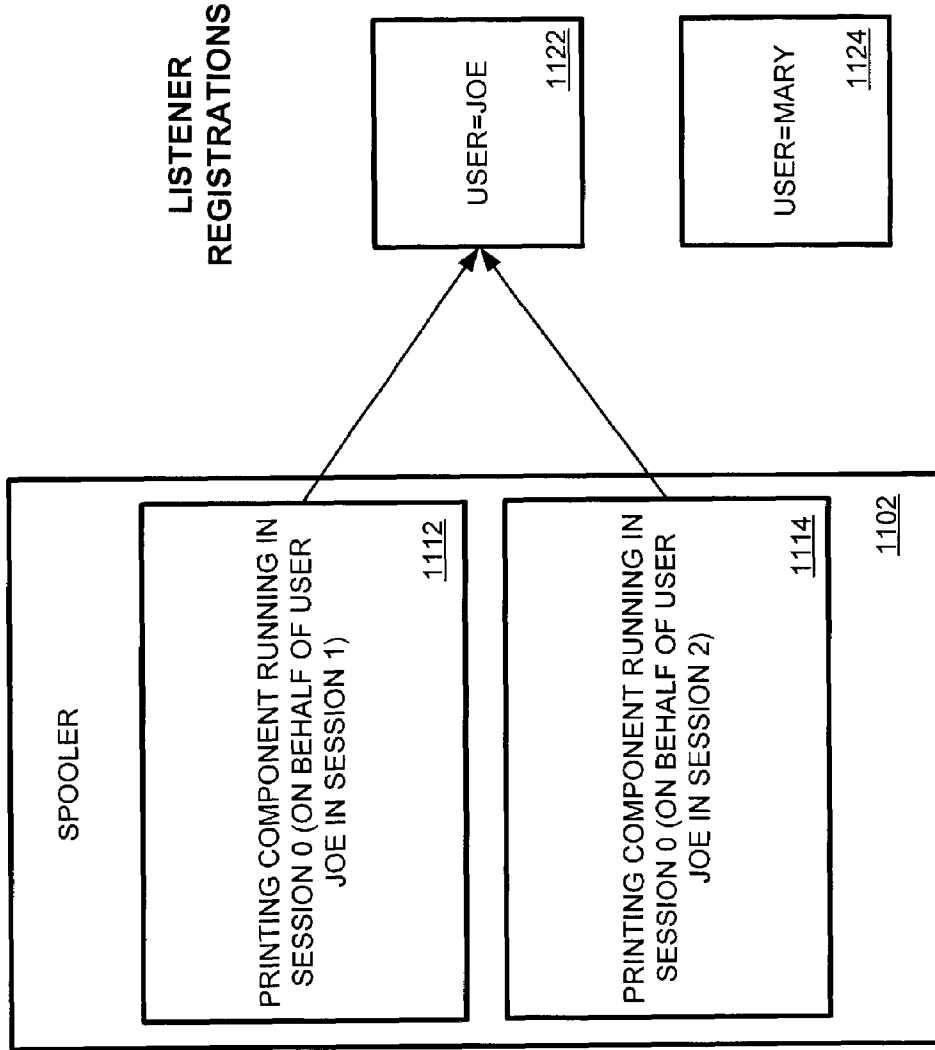 SPOOLER
PRINTING COMPONENT RUNNING IN
SESSION 0 (ON BEHALF OF USER
JOE IN SESSION 1)
1112
PRINTING COMPONENT RUNNING IN
SESSION 0 (ON BEHALF OF USER
JOE IN SESSION 2)
1114
1102
LISTENER
REGISTRATIONS
USER=JOE
1122
USER=MARY
1124